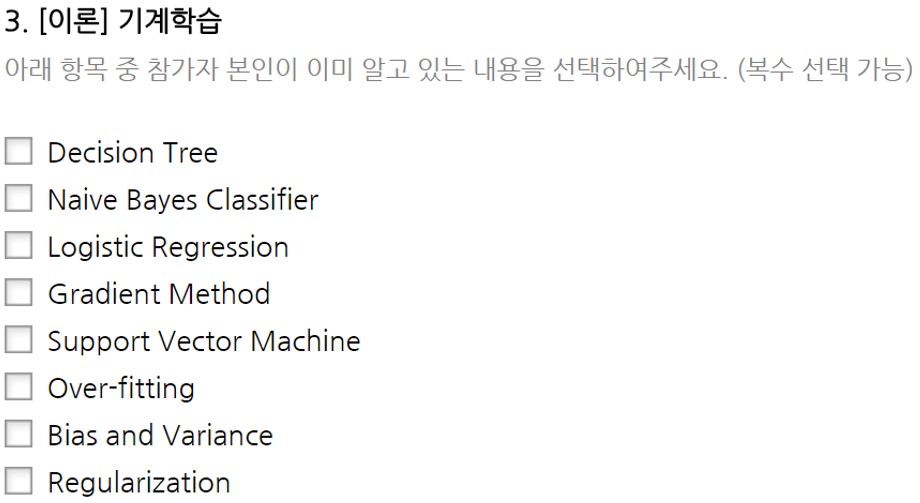 3. [이론] 기계학습
아래 항목 중 참가자 본인이 이미 알고 있는 내용을 선택하여주세요. (복수 선택 가능)
Decision Tree
Naive Bayes Classifier
Logistic Regression
Gradient Method
Support Vector Machine
Over-fitting
Bias and Variance
Regularization